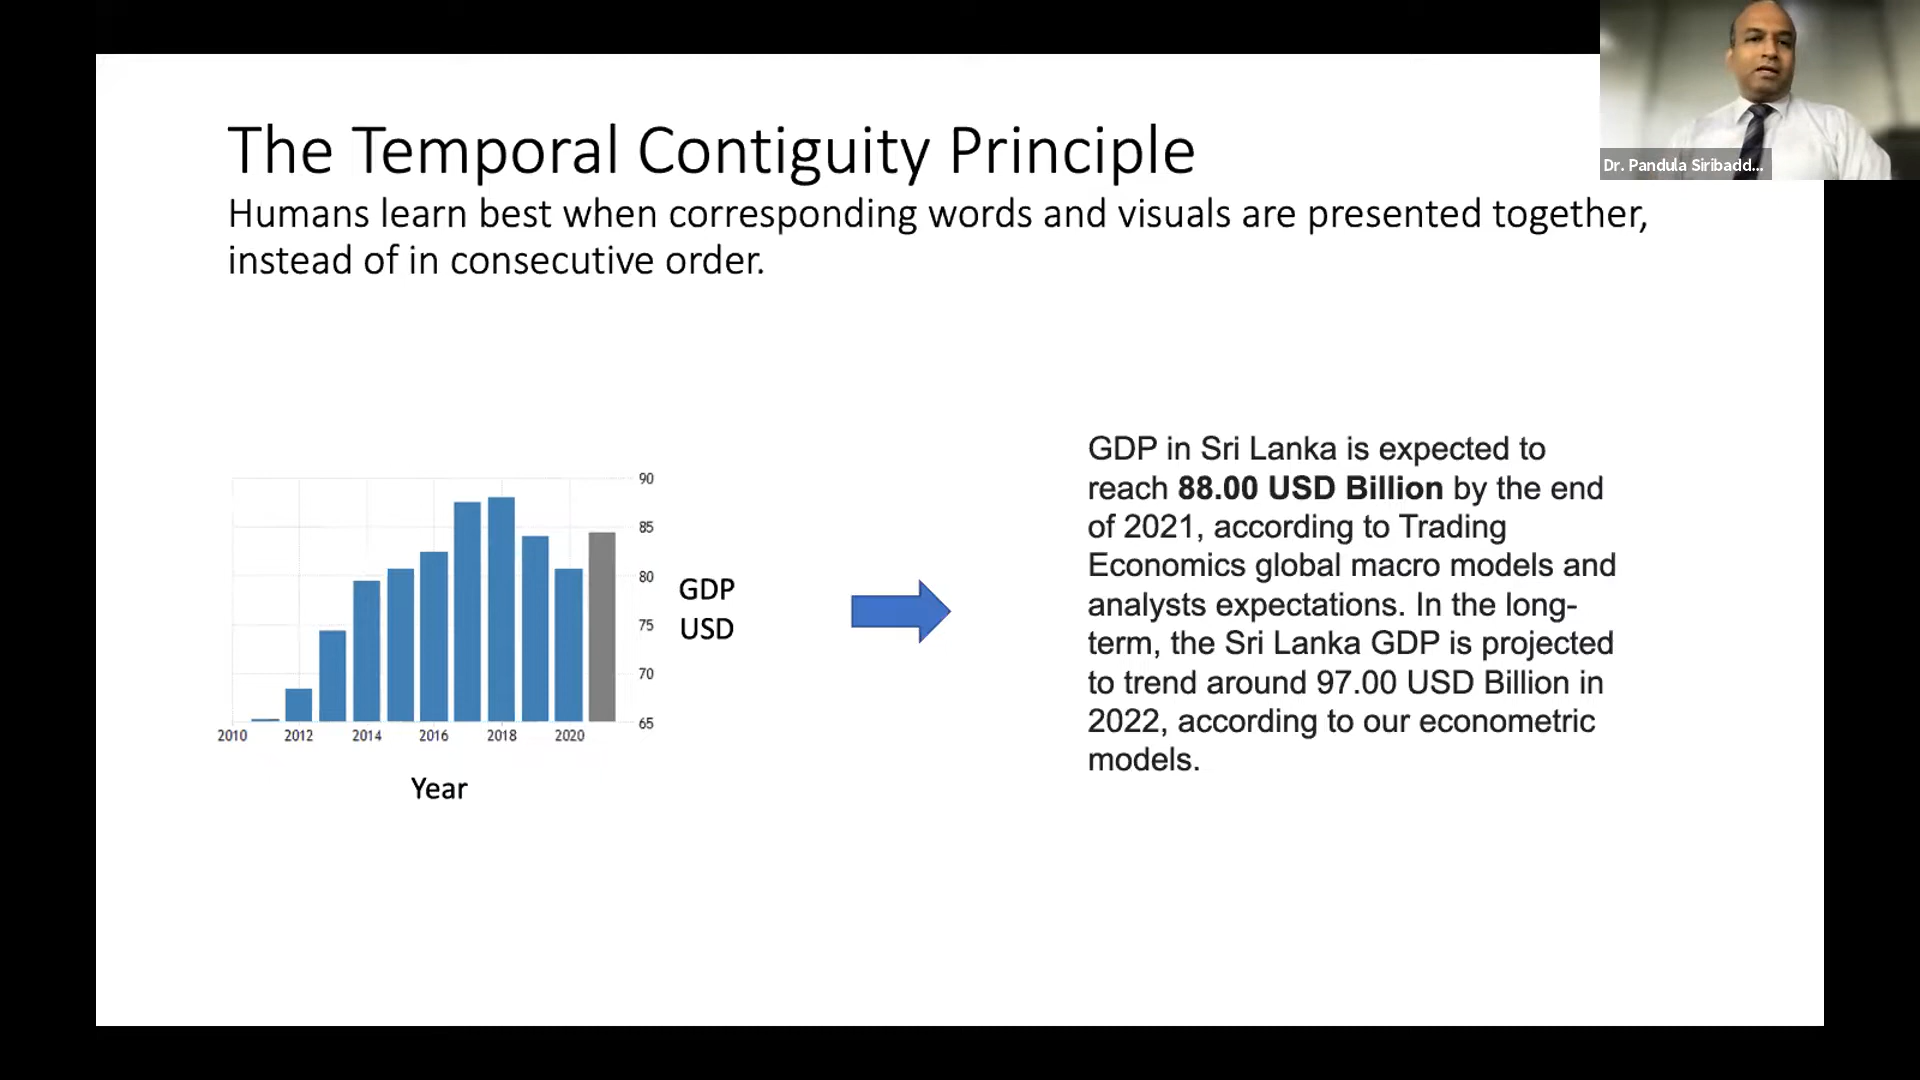 The Temporal Contiguity Principle
Humans learn best when corresponding words and visuals are presented together,
instead of in consecutive order.
Dr. Pandula Siribadd...
90
85
80
75
70
65
2010 2012 2014 2016 2018 2020
GDP
USD
Year
GDP in Sri Lanka is expected to
reach 88.00 USD Billion by the end
of 2021, according to Trading
Economics global macro models and
analysts expectations. In the long-
term, the Sri Lanka GDP is projected
to trend around 97.00 USD Billion in
2022, according to our econometric
models.